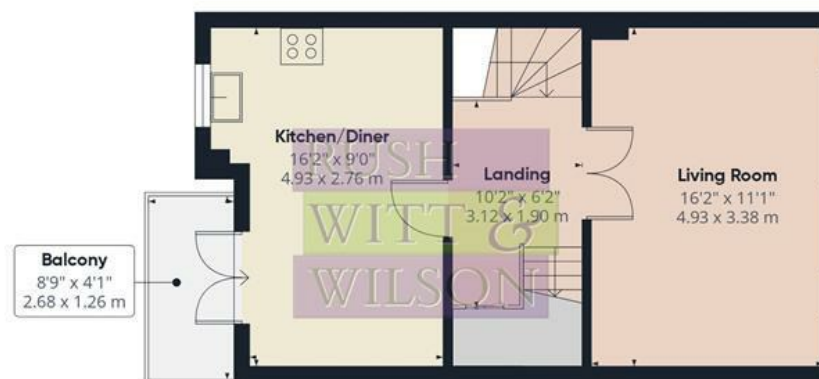 Kitchen/Diner
16'2" x 9'0"
4.93 x 2.76 m
Landing
10'2" x 6'2"
3.12 x 1.90 m
Living Room
16'2" x 11'1"
4.93 x 3.38 m
Balcony
8'9" x 4'1"
2.68 x 1.26 m
RUSH
WITT &
WILSON